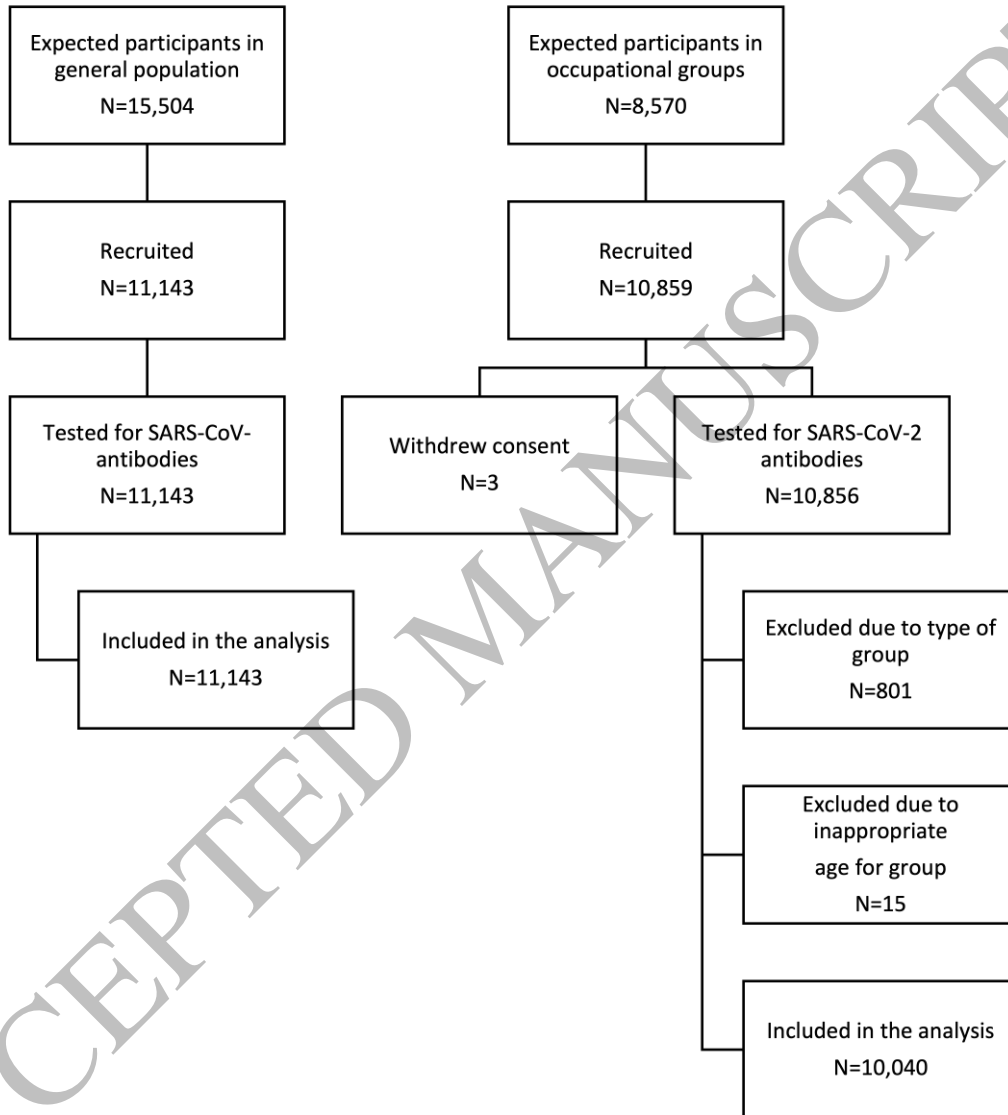 Expected participants in
general population
N=15,504
Recruited
N=11,143
Tested for SARS-CoV-
antibodies
N=11,143
Included in the analysis
N=11,143
Expected participants in
occupational groups
N=8,570
Recruited
N=10,859
Withdrew consent
N=3
Tested for SARS-CoV-2
antibodies
N=10,856
Excluded due to type of
group
N=801
Excluded due to
inappropriate
age for group
N=15
Included in the analysis
N=10,040
CEPTED MANUSCRIP